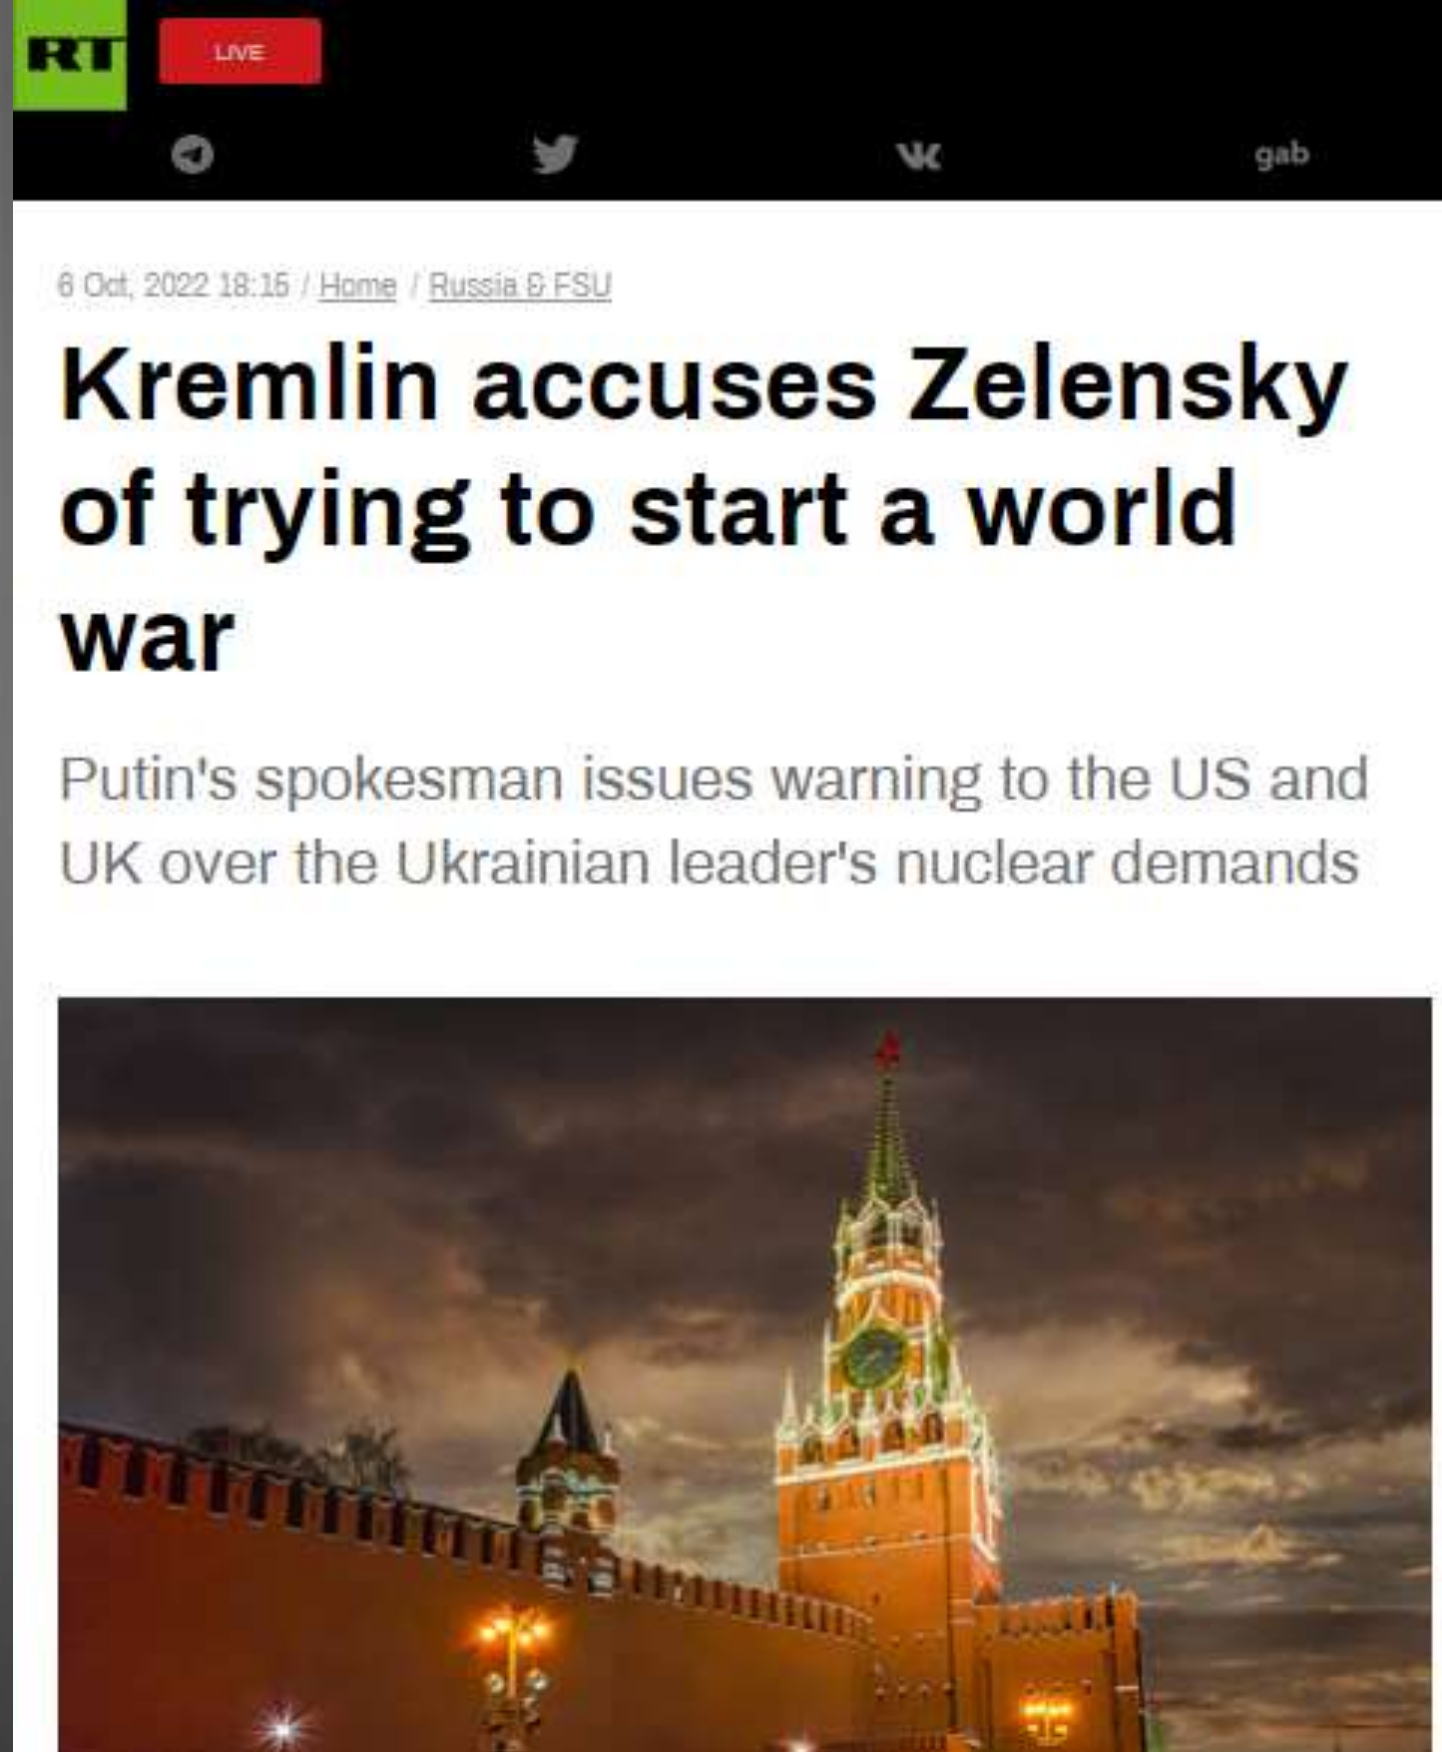 RT
LIVE
gab
6 Oct, 2022 18:15 / Home / Russia & FSU
Kremlin accuses Zelensky
of trying to start a world
war
Putin's spokesman issues warning to the US and
UK over the Ukrainian leader's nuclear demands